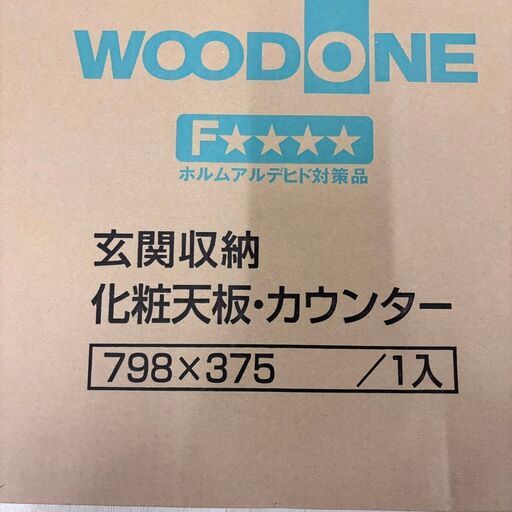 WOODONE
F★★★★
ホルムアルデヒド対策品
玄関収納
化粧天板・カウンター
798×375 /1入